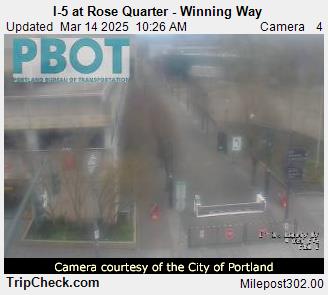 I-5 at Rose Quarter - Winning Way
Updated Mar 14 2025 10:26 AM Camera 4
PBOT
PORTLAND BUREAU OF TRANSPORTATION
Camera courtesy of the City of Portland
TripCheck.com Milepost302.00